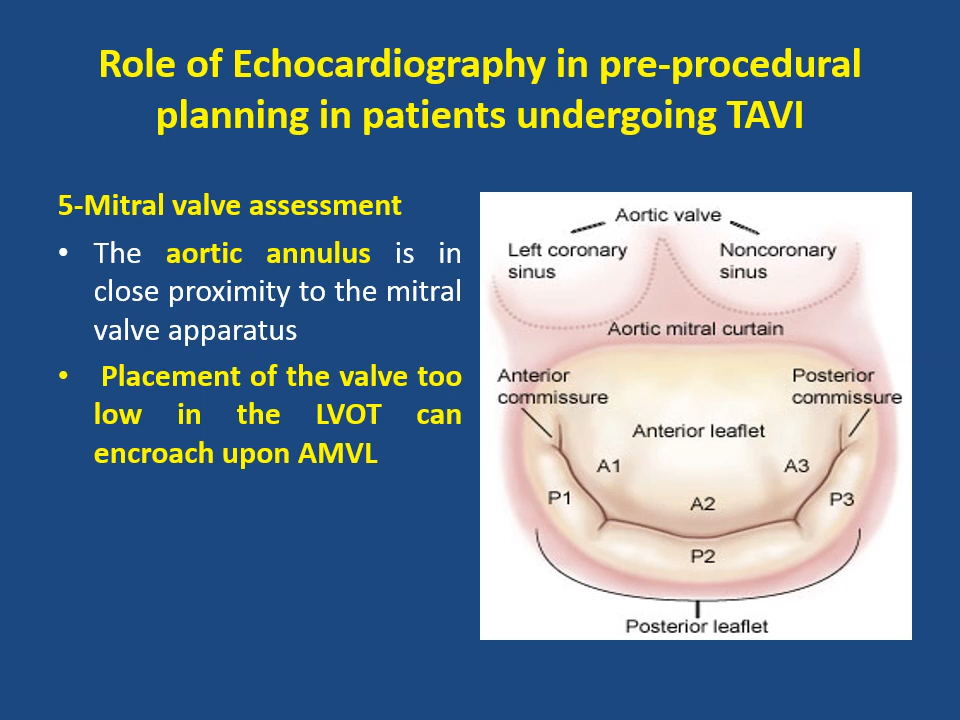 Role of Echocardiography in pre-procedural
planning in patients undergoing TAVI
5-Mitral valve assessment
• The aortic annulus is in
close proximity to the mitral
valve apparatus
• Placement of the valve too
low in the LVOT can
encroach upon AMVL
Aortic valve
Left coronary
sinus
Noncoronary
sinus
Aortic mitral curtain
Anterior
commissure
Posterior
commissure
Anterior leaflet
A1
A3
P1
A2
P3
P2
Posterior leaflet